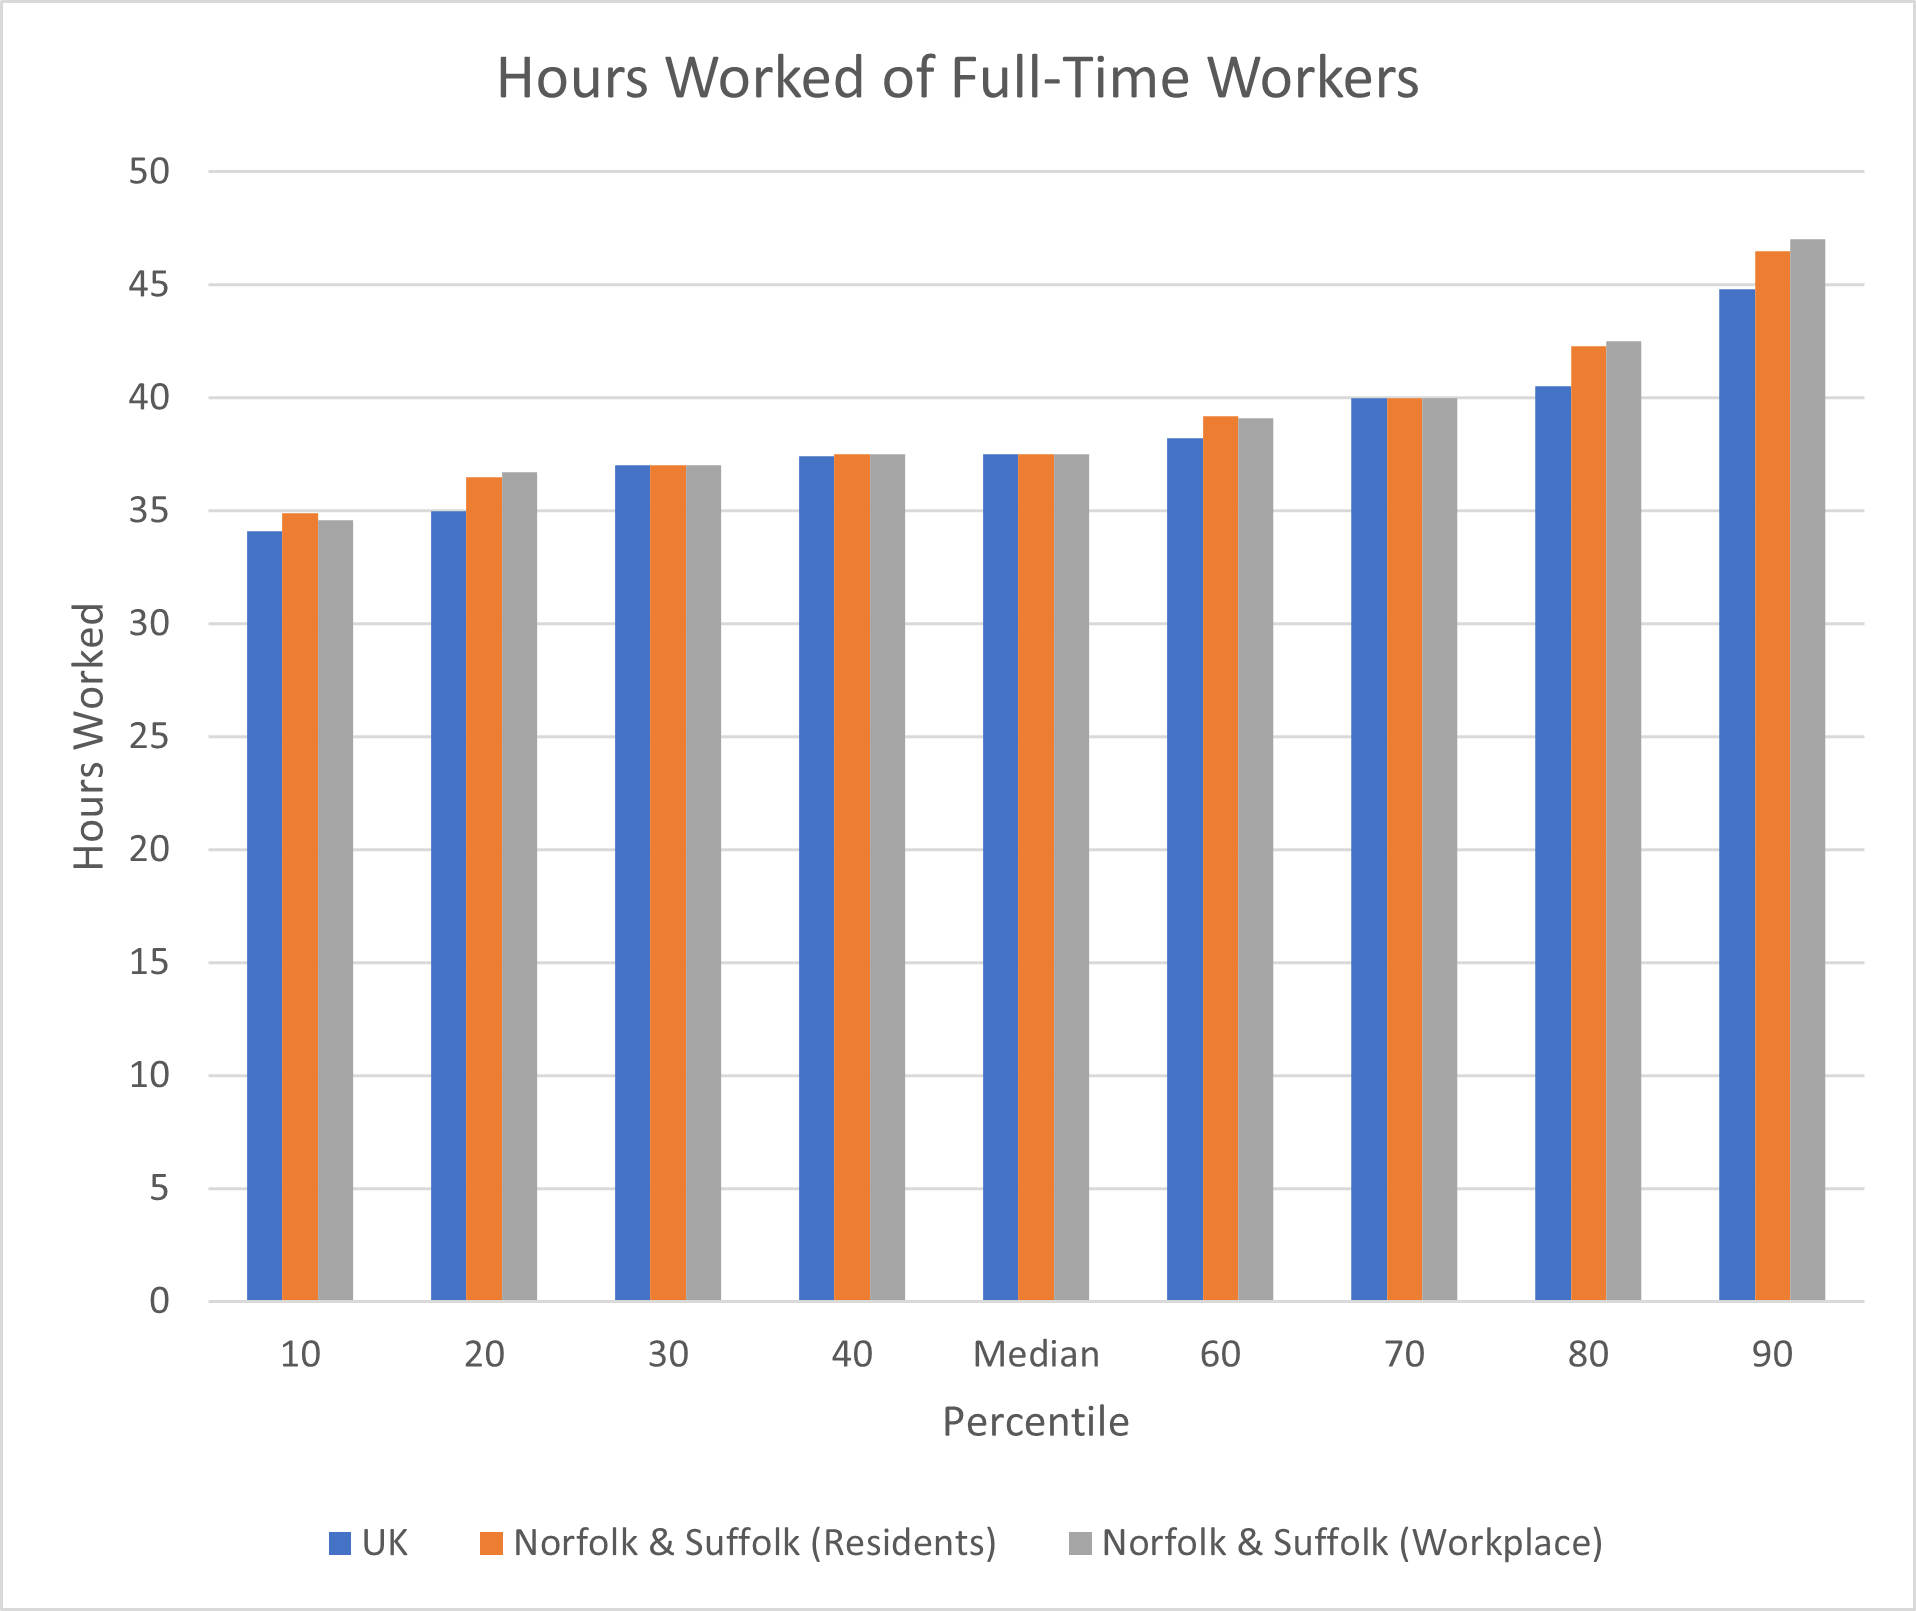 Hours Worked of Full-Time Workers
50
45
40
35
30
25
20
15
10
5
0
Hours Worked
10 20 30 40 Median 60 70 80 90
Percentile
UK Norfolk & Suffolk (Residents) Norfolk & Suffolk (Workplace)